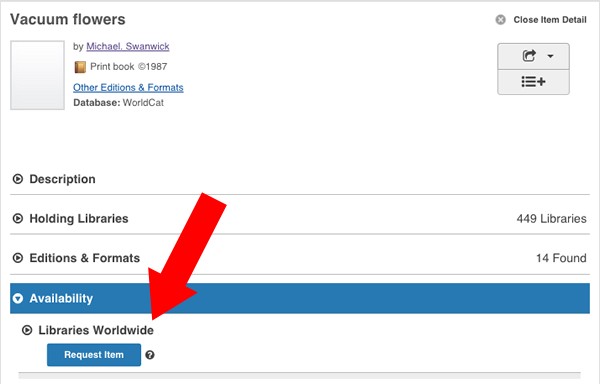 Vacuum flowers
Close Item Detail
by Michael. Swanwick
Print book ©1987
Other Editions & Formats
Database: WorldCat
Description
Holding Libraries 449 Libraries
Editions & Formats 14 Found
Availability
Libraries Worldwide
Request Item